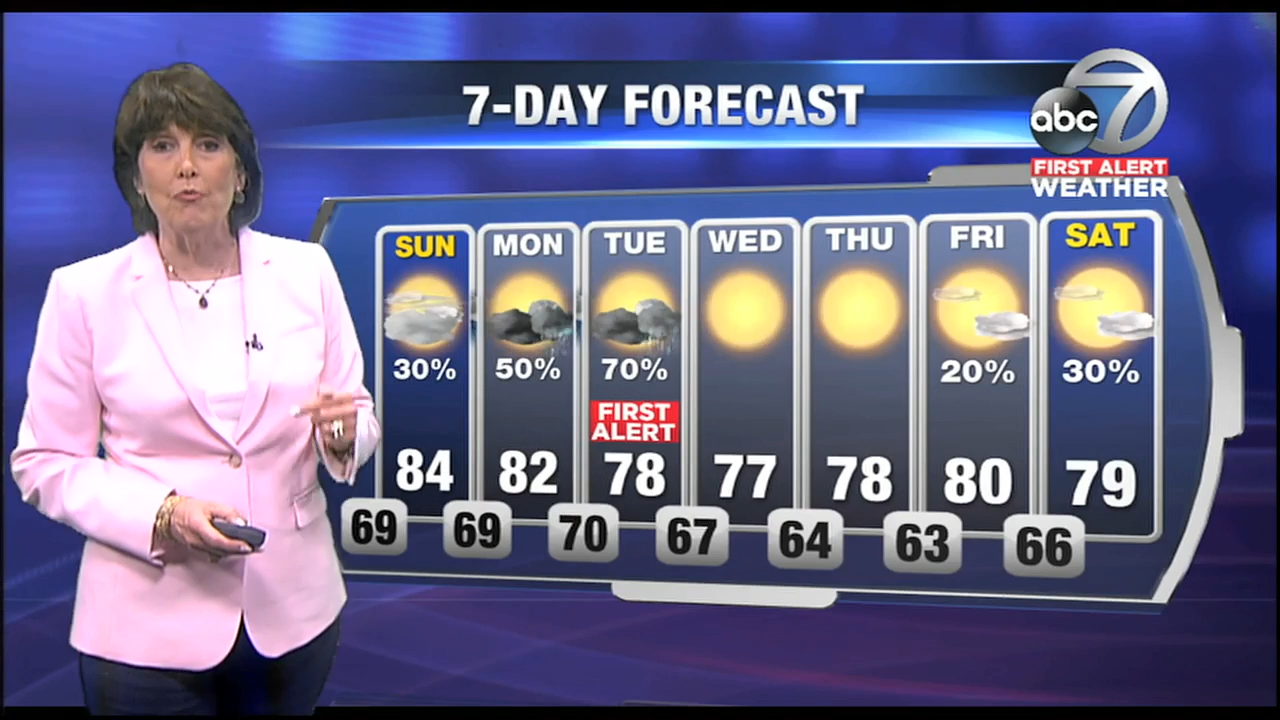 7-DAY FORECAST
abc 7
FIRST ALERT
WEATHER
SUN MON TUE WED THU FRI SAT
30% 50% 70% 20% 30%
FIRST
ALERT
84 82 78 77 78 80 79
69 69 70 67 64 63 66